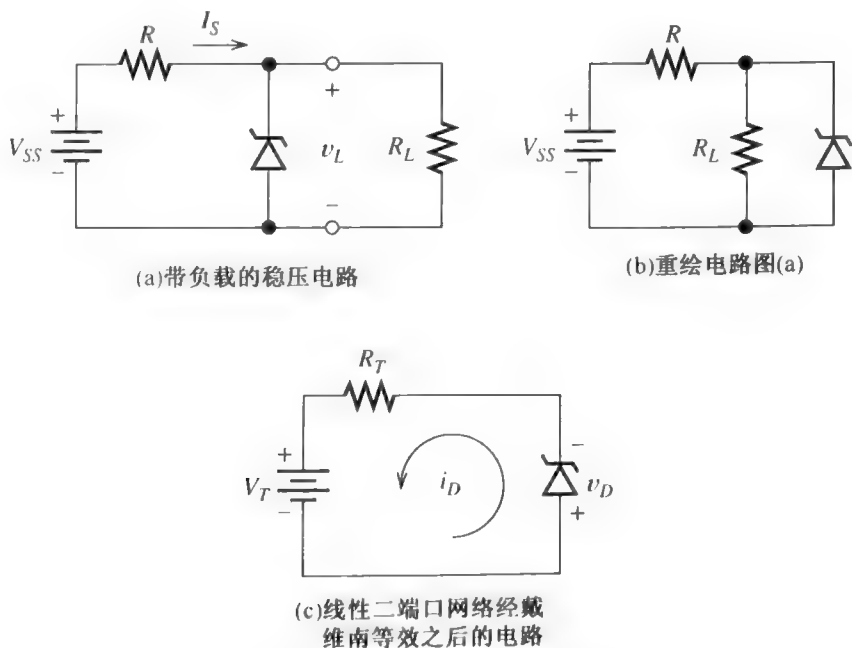 R
I_S
+
V_SS
−
+
v_L
−
R_L
(a)带负载的稳压电路
R
+
V_SS
−
R_L
(b)重绘电路图(a)
R_T
+
V_T
−
i_D
−
v_D
+
(c)线性二端口网络经戴
维南等效之后的电路